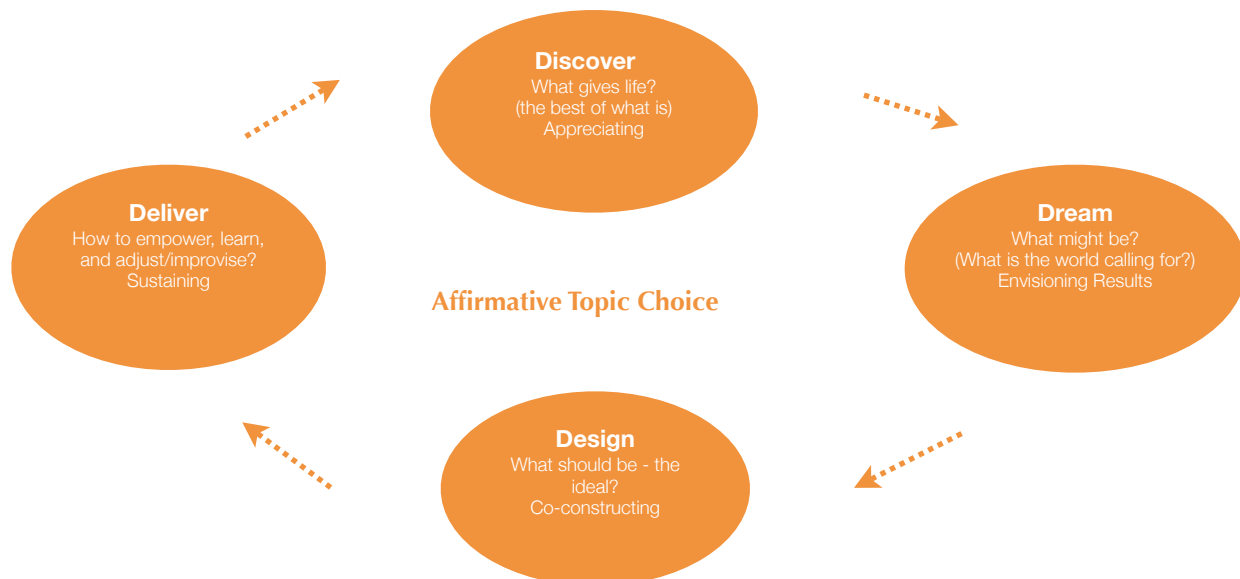 Discover
What gives life?
(the best of what is)
Appreciating
Deliver
How to empower, learn,
and adjust/improvise?
Sustaining
Dream
What might be?
(What is the world calling for?)
Envisioning Results
Affirmative Topic Choice
Design
What should be - the
ideal?
Co-constructing